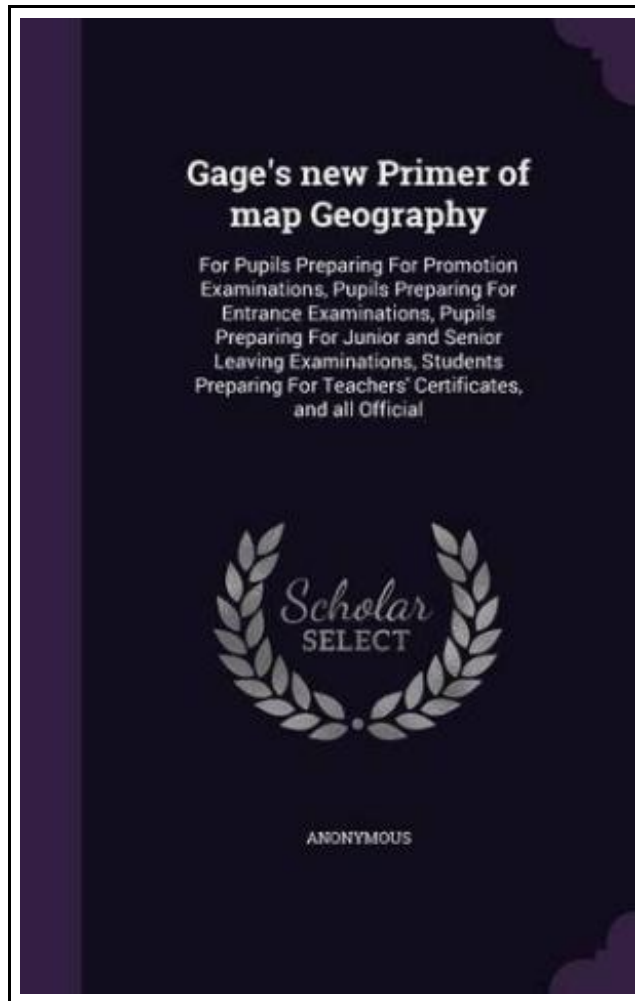 Gage's new Primer of
map Geography
For Pupils Preparing For Promotion
Examinations, Pupils Preparing For
Entrance Examinations, Pupils
Preparing For Junior and Senior
Leaving Examinations, Students
Preparing For Teachers' Certificates,
and all Official
Scholar
SELECT
ANONYMOUS